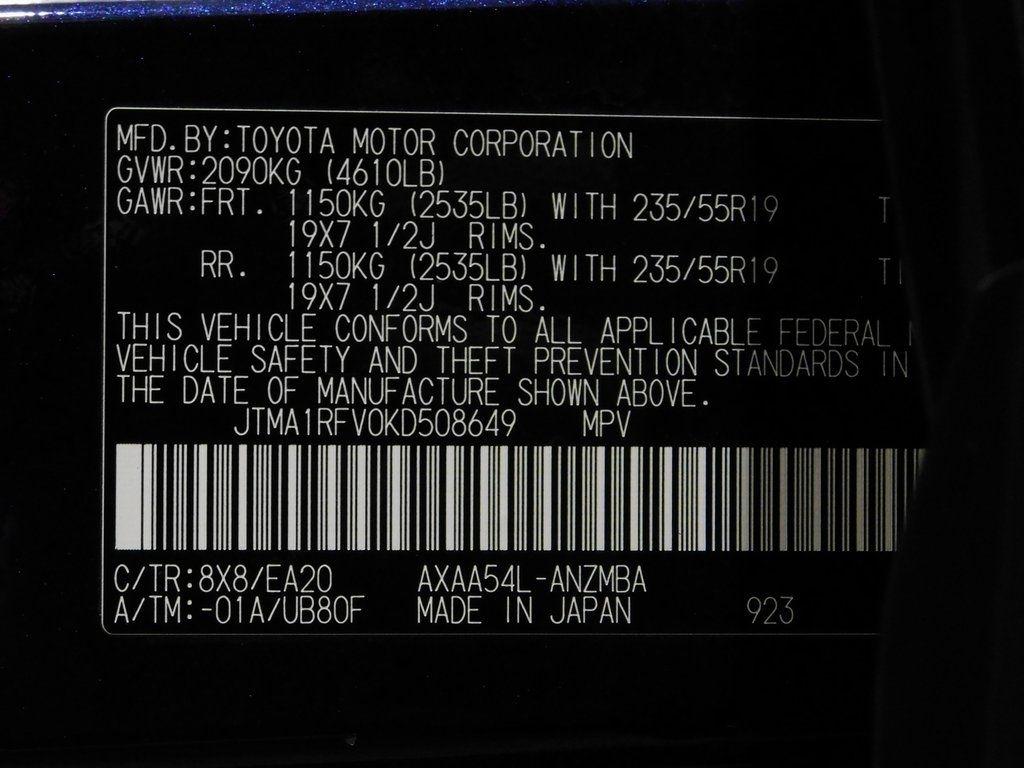 MFD.BY:TOYOTA MOTOR CORPORATION
GVWR:2090KG (4610LB)
GAWR:FRT. 1150KG (2535LB) WITH 235/55R19
19X7 1/2J RIMS.
RR. 1150KG (2535LB) WITH 235/55R19
19X7 1/2J RIMS.
THIS VEHICLE CONFORMS TO ALL APPLICABLE FEDERAL
VEHICLE SAFETY AND THEFT PREVENTION STANDARDS IN
THE DATE OF MANUFACTURE SHOWN ABOVE.
JTMA1RFV0KD508649 MPV
C/TR:8X8/EA20 AXAA54L-ANZMBA
A/TM:-01A/UB80F MADE IN JAPAN 923